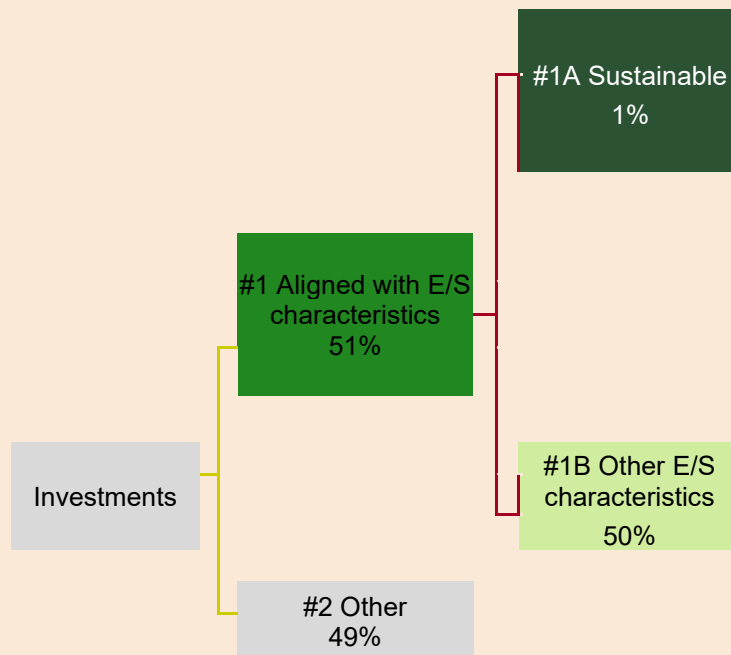 #1A Sustainable
1%
#1 Aligned with E/S
characteristics
51%
Investments
#1B Other E/S
characteristics
50%
#2 Other
49%